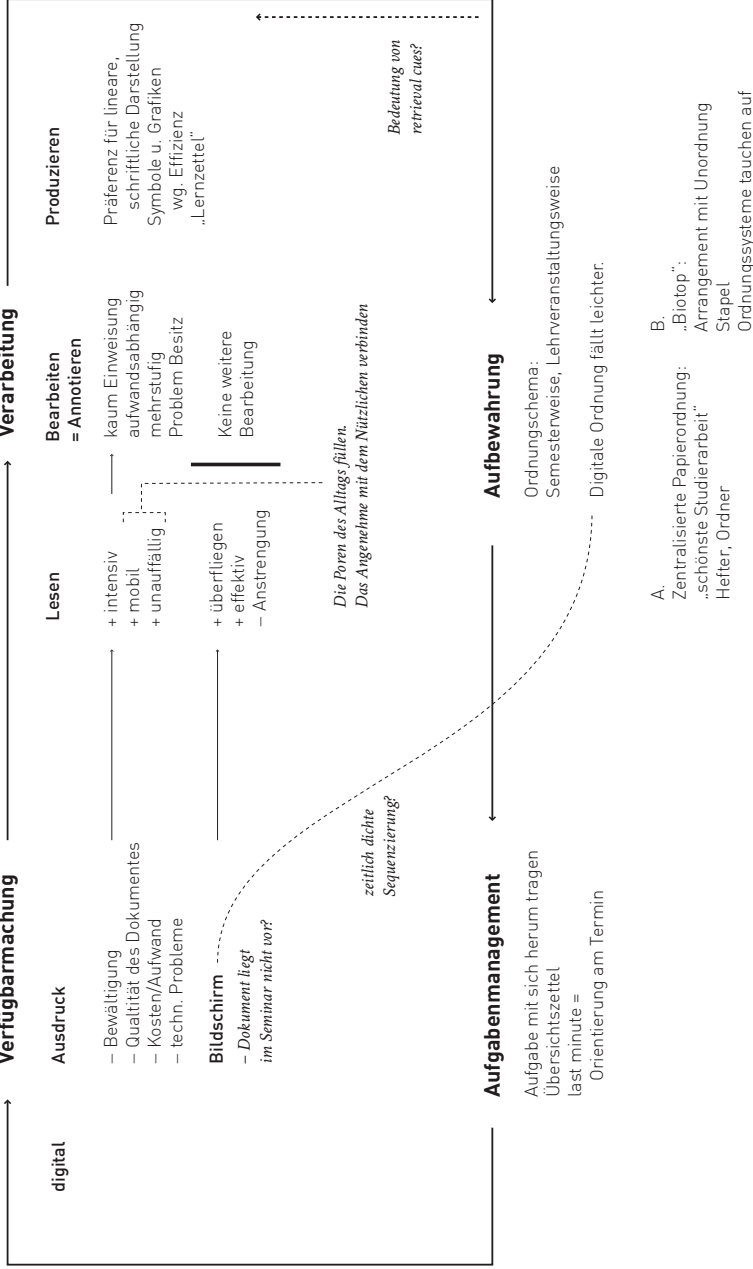 Verfügbarmachung
Verarbeitung
digital
Ausdruck
– Bewältigung
– Qualtität des Dokumentes
– Kosten/Aufwand
– techn. Probleme
Bildschirm
– Dokument liegt
im Seminar nicht vor?
Lesen
+ intensiv
+ mobil
+ unauffällig
+ überfliegen
+ effektiv
– Anstrengung
Bearbeiten
= Annotieren
kaum Einweisung
aufwandsabhängig
mehrstufig
Problem Besitz
Keine weitere
Bearbeitung
Produzieren
Präferenz für lineare,
schriftliche Darstellung
Symbole u. Grafiken
wg. Effizienz
„Lernzettel“
Die Poren des Alltags füllen.
Das Angenehme mit dem Nützlichen verbinden
zeitlich dichte
Sequenzierung?
Bedeutung von
retrieval cues?
Aufgabenmanagement
Aufgabe mit sich herum tragen
Übersichtszettel
last minute =
Orientierung am Termin
Aufbewahrung
Ordnungschema:
Semesterweise, Lehrveranstaltungsweise
Digitale Ordnung fällt leichter.
A.
Zentralisierte Papierordnung:
„schönste Studierarbeit“
Hefter, Ordner
B.
„Biotop“:
Arrangement mit Unordnung
Stapel
Ordnungssysteme tauchen auf